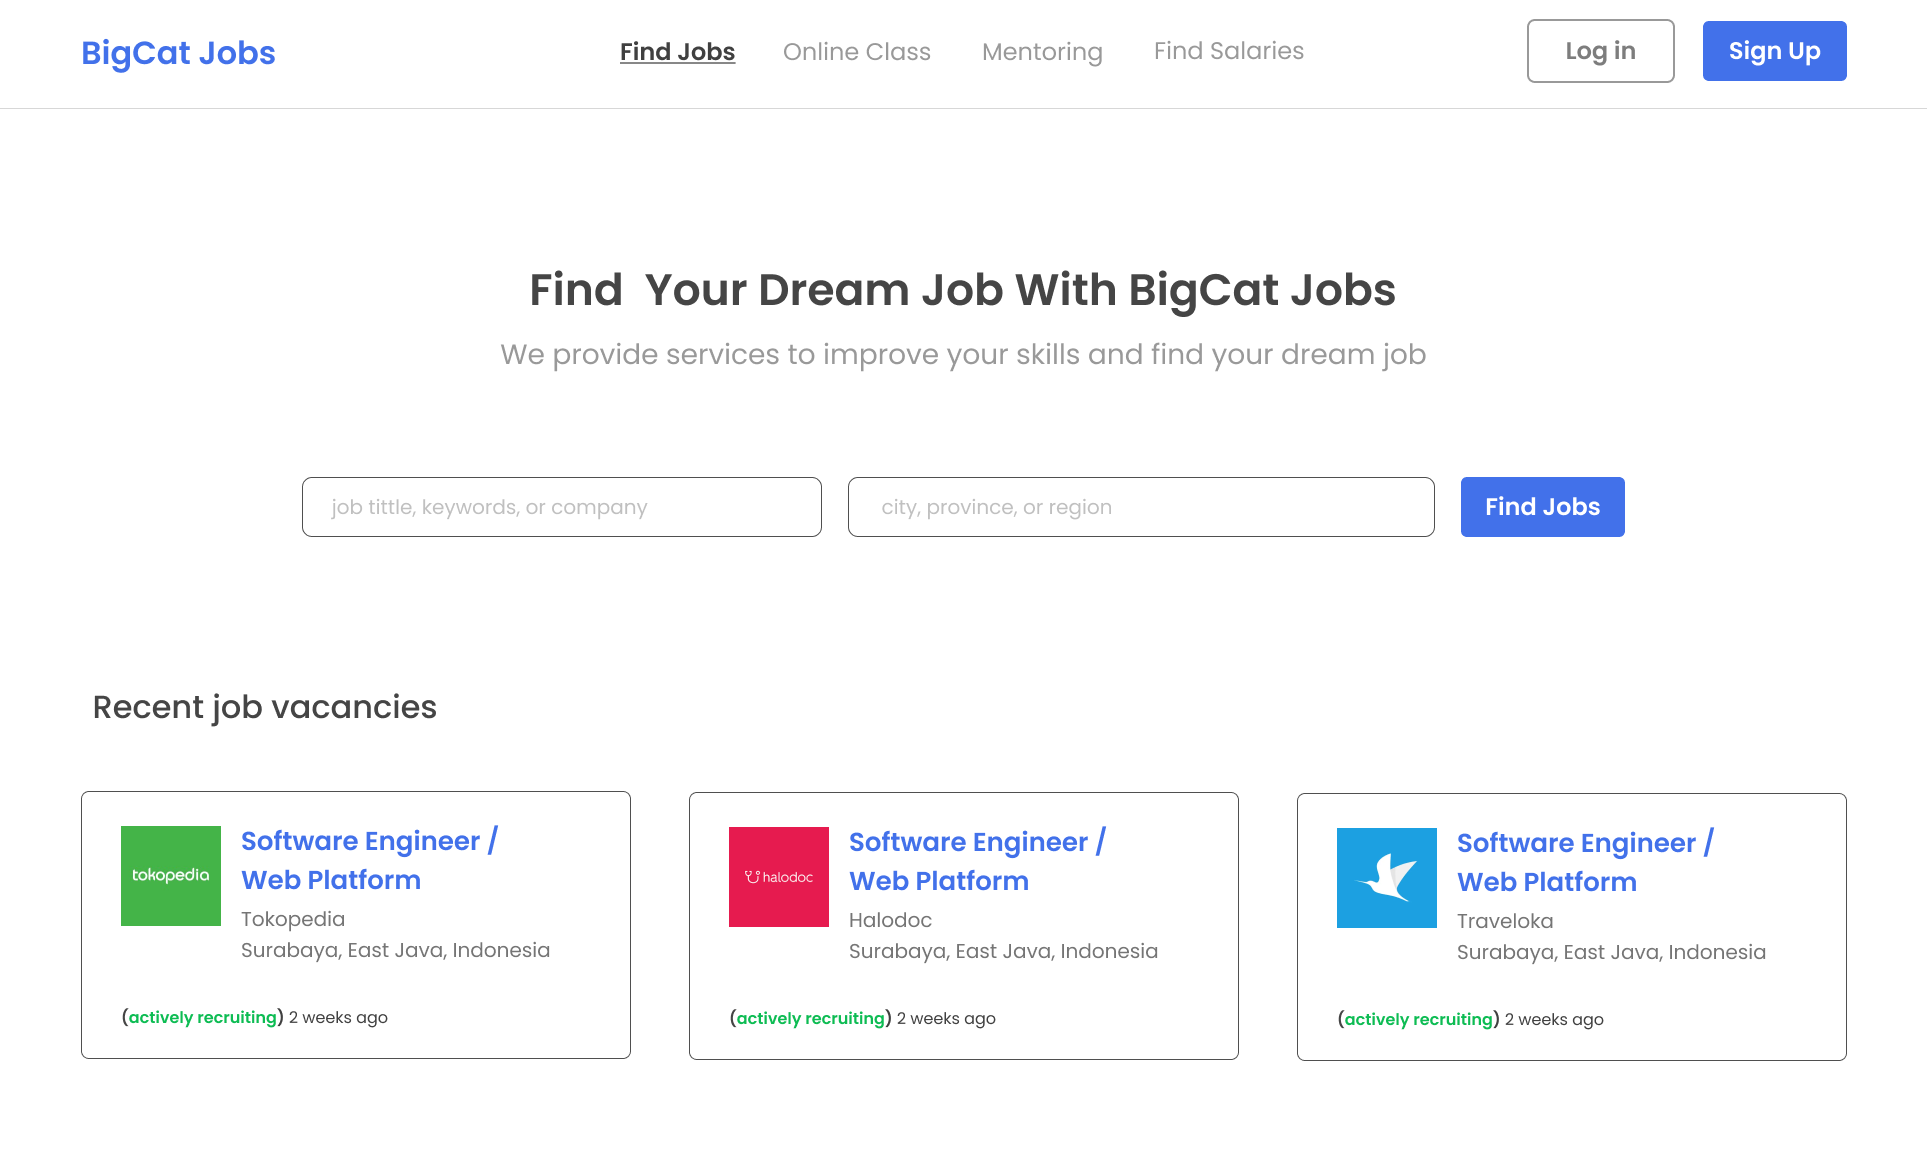 BigCat Jobs
Find Jobs
Online Class
Mentoring
Find Salaries
Log in
Sign Up
Find  Your Dream Job With BigCat Jobs
We provide services to improve your skills and find your dream job
job tittle, keywords, or company
city, province, or region
Find Jobs
Recent job vacancies
tokopedia
Software Engineer /
Web Platform
Tokopedia
Surabaya, East Java, Indonesia
(actively recruiting) 2 weeks ago
halodoc
Software Engineer /
Web Platform
Halodoc
Surabaya, East Java, Indonesia
(actively recruiting) 2 weeks ago
Software Engineer /
Web Platform
Traveloka
Surabaya, East Java, Indonesia
(actively recruiting) 2 weeks ago